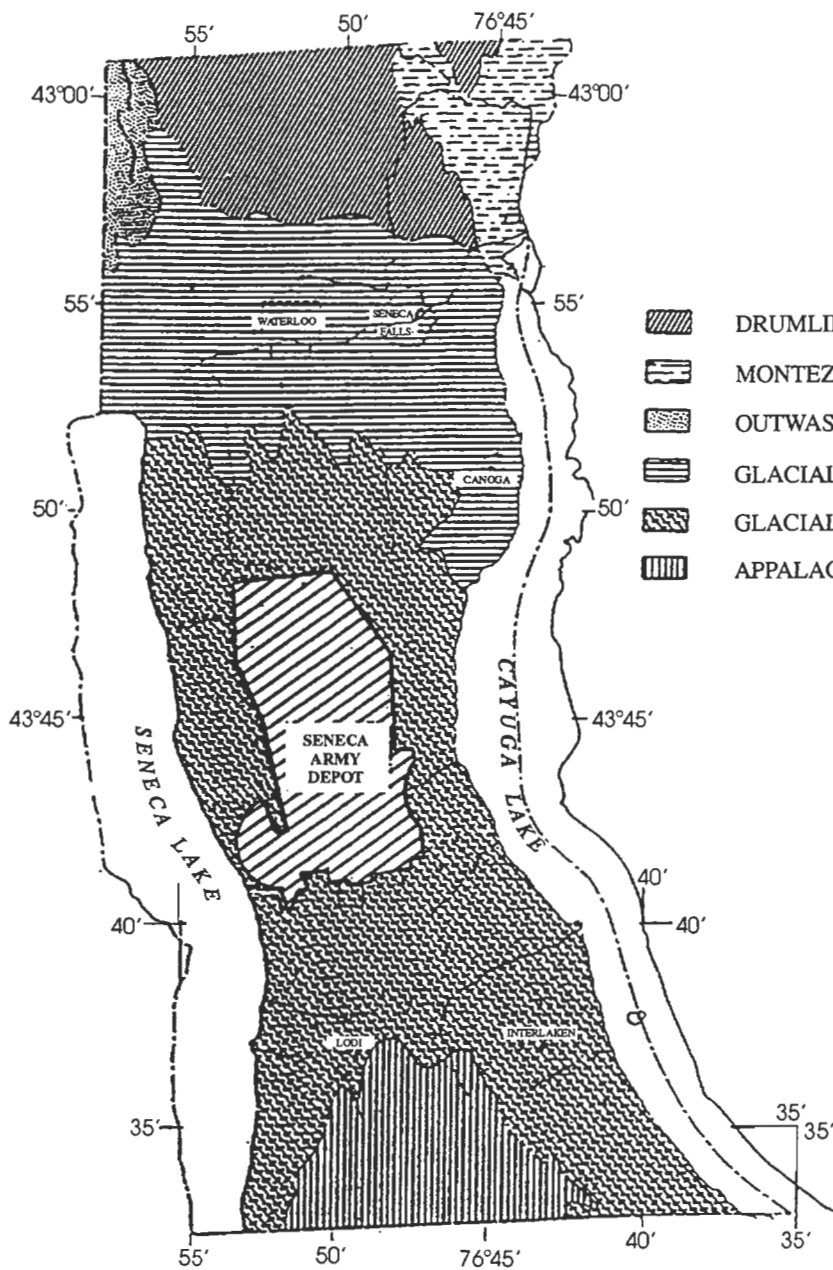 55′
50′
76°45′
43°00′
43°00′
55′
55′
WATERLOO
SENECA
FALLS
DRUMLI
MONTEZ
OUTWAS
GLACIAL
GLACIAL
APPALAC
CANOGA
50′
50′
43°45′
43°45′
SENECA
ARMY
DEPOT
SENECA LAKE
CAYUGA LAKE
40′
40′
40′
LODI
INTERLAKEN
35′
35′
35′
55′
50′
76°45′
40′
35′